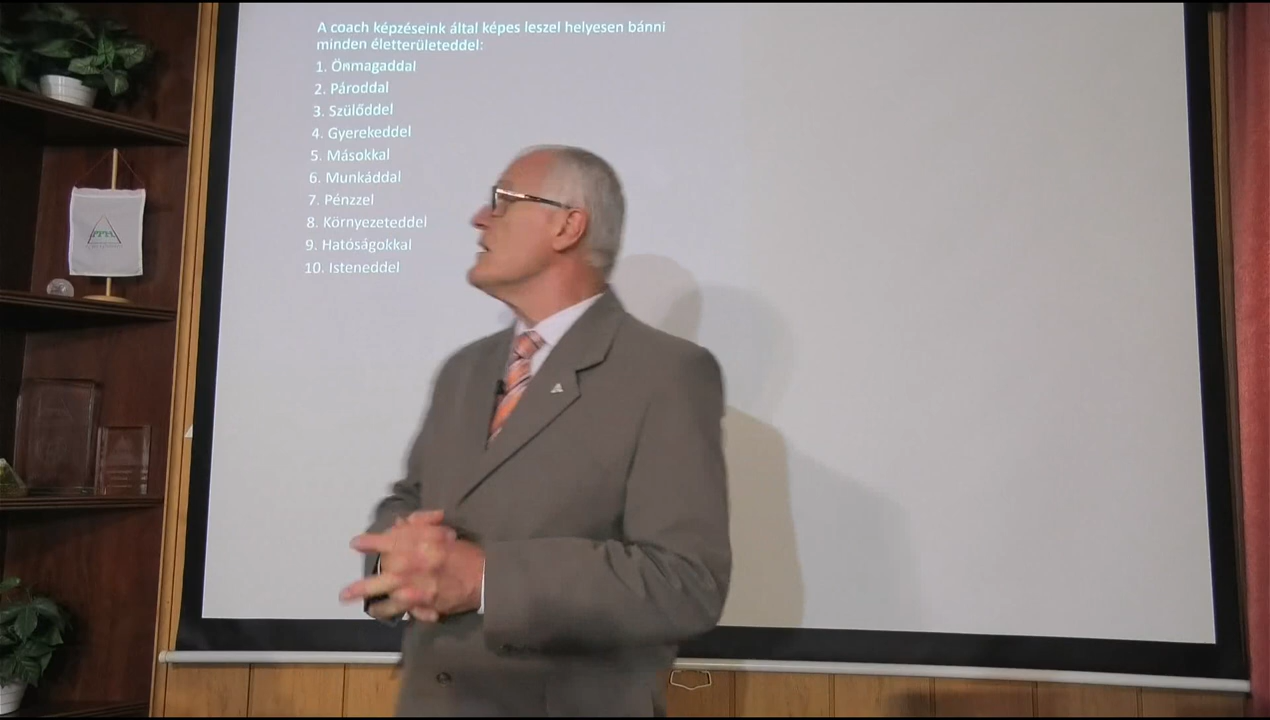 A coach képzéseink által képes leszel helyesen bánni
minden életterületeddel:
1. Önmagaddal
2. Pároddal
3. Szülőddel
4. Gyerekeddel
5. Másokkal
6. Munkáddal
7. Pénzzel
8. Környezeteddel
9. Hatóságokkal
10. Isteneddel